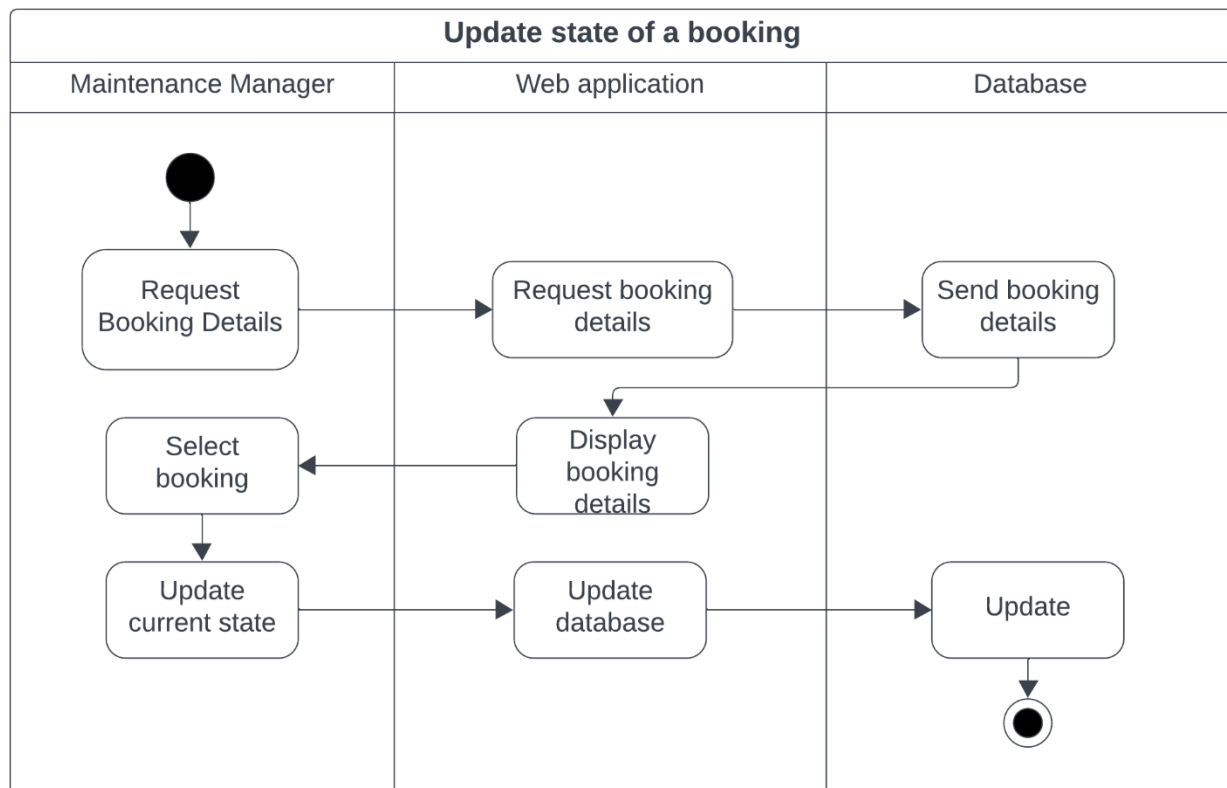 Update state of a booking
Maintenance Manager
Web application
Database
Request
Booking Details
Request booking
details
Send booking
details
Select
booking
Display
booking
details
Update
current state
Update
database
Update